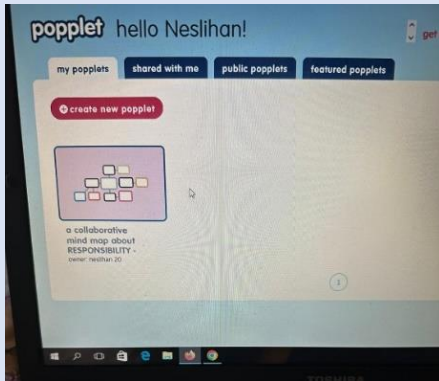 popplet hello Neslihan!
get
my popplets shared with me public popplets featured popplets
create new popplet
a collaborative
mind map about
RESPONSIBILITY -
owner: neslihan 20
1
TOSHIBA